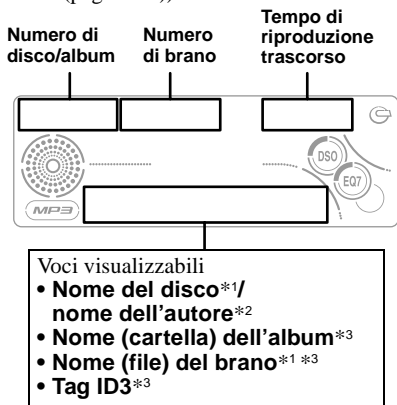 Numero di
disco/album
Numero
di brano
Tempo di
riproduzione
trascorso
DSO
EQ7
MP3
Voci visualizzabili
• Nome del disco*1/
nome dell'autore*2
• Nome (cartella) dell'album*3
• Nome (file) del brano*1 *3
• Tag ID3*3